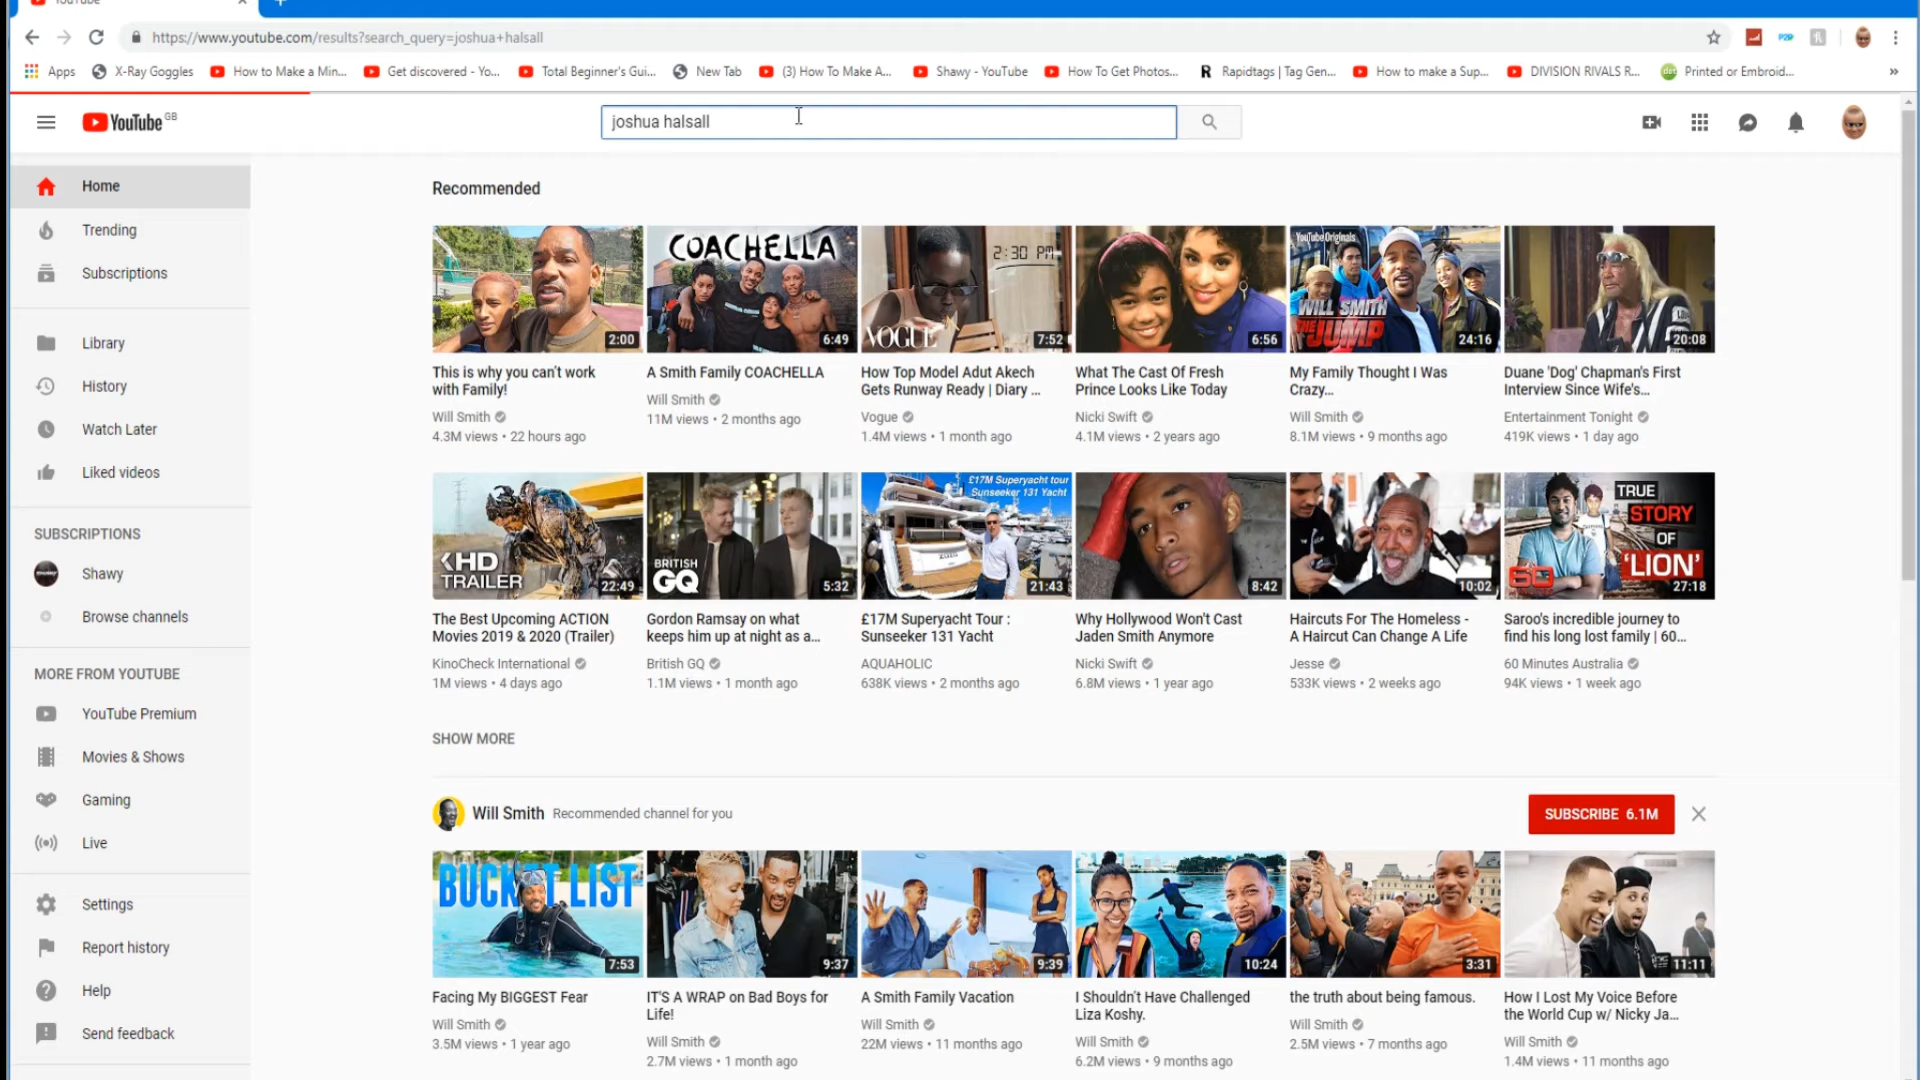 YouTube
https://www.youtube.com/results?search_query=joshua+halsall
Apps X-Ray Goggles How to Make a Min... Get discovered - Yo... Total Beginner's Gui... New Tab (3) How To Make A... Shawy - YouTube How To Get Photos... Rapidtags | Tag Gen... How to make a Sup... DIVISION RIVALS R... Printed or Embroid... »
YouTube GB
joshua halsall
Home
Trending
Subscriptions
Library
History
Watch Later
Liked videos
SUBSCRIPTIONS
Shawy
Browse channels
MORE FROM YOUTUBE
YouTube Premium
Movies & Shows
Gaming
Live
Settings
Report history
Help
Send feedback
Recommended
2:00
This is why you can't work
with Family!
Will Smith
4.3M views • 22 hours ago
COACHELLA
6:49
A Smith Family COACHELLA
Will Smith
11M views • 2 months ago
2:30 PM
VOGUE
7:52
How Top Model Adut Akech
Gets Runway Ready | Diary ...
Vogue
1.4M views • 1 month ago
6:56
What The Cast Of Fresh
Prince Looks Like Today
Nicki Swift
4.1M views • 2 years ago
YouTube Originals
WILL SMITH
THE JUMP
24:16
My Family Thought I Was
Crazy...
Will Smith
8.1M views • 9 months ago
20:08
Duane 'Dog' Chapman's First
Interview Since Wife's...
Entertainment Tonight
419K views • 1 day ago
KHD
TRAILER
22:49
The Best Upcoming ACTION
Movies 2019 & 2020 (Trailer)
KinoCheck International
1M views • 4 days ago
BRITISH
GQ
5:32
Gordon Ramsay on what
keeps him up at night as a...
British GQ
1.1M views • 1 month ago
£17M Superyacht tour
Sunseeker 131 Yacht
21:43
£17M Superyacht Tour :
Sunseeker 131 Yacht
AQUAHOLIC
638K views • 2 months ago
8:42
Why Hollywood Won't Cast
Jaden Smith Anymore
Nicki Swift
6.8M views • 1 year ago
10:02
Haircuts For The Homeless -
A Haircut Can Change A Life
Jesse
533K views • 2 weeks ago
TRUE
STORY
OF
'LION'
60
27:18
Saroo's incredible journey to
find his long lost family | 60...
60 Minutes Australia
94K views • 1 week ago
SHOW MORE
Will Smith Recommended channel for you
SUBSCRIBE 6.1M
BUCKET LIST
7:53
Facing My BIGGEST Fear
Will Smith
3.5M views • 1 year ago
9:37
IT'S A WRAP on Bad Boys for
Life!
Will Smith
2.7M views • 1 month ago
9:39
A Smith Family Vacation
Will Smith
22M views • 11 months ago
10:24
I Shouldn't Have Challenged
Liza Koshy.
Will Smith
6.2M views • 9 months ago
3:31
the truth about being famous.
Will Smith
2.5M views • 7 months ago
11:11
How I Lost My Voice Before
the World Cup w/ Nicky Ja...
Will Smith
1.4M views • 11 months ago